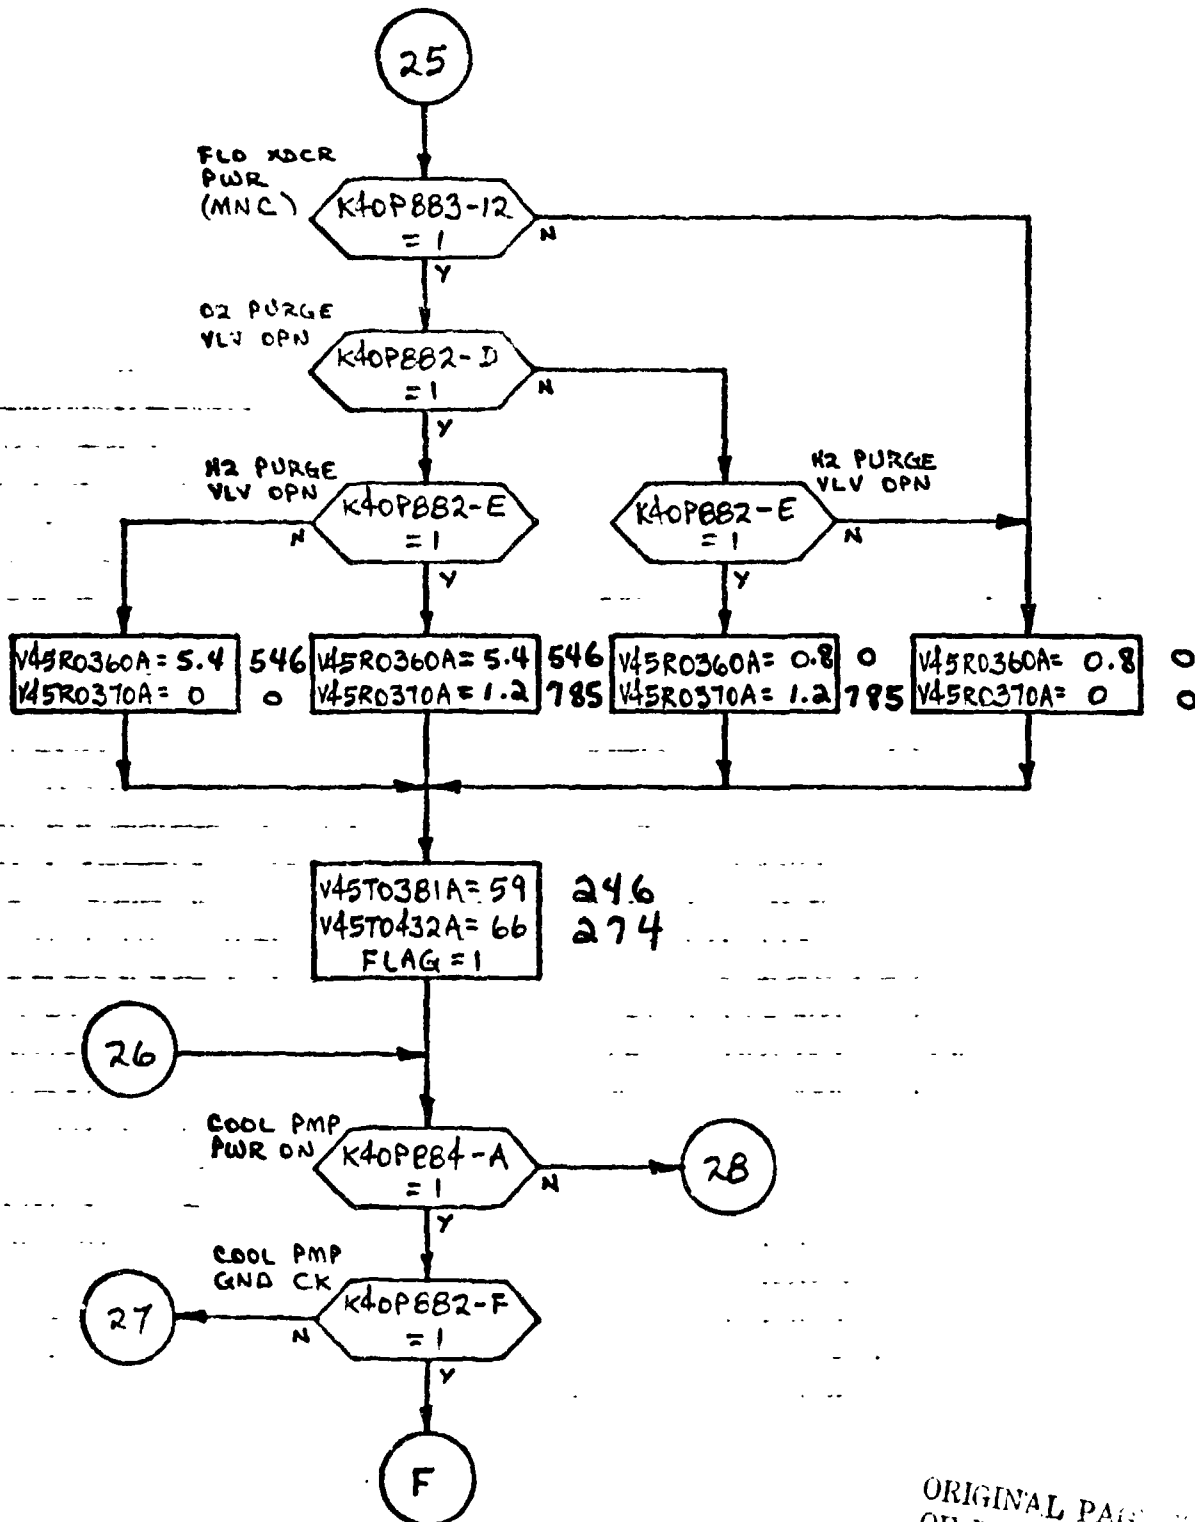 25
FLO XDCR
PWR
(MNC)
K40P883-12
= 1
N
Y
O2 PURGE
VLV OPN
K40P882-D
= 1
N
Y
H2 PURGE
VLV OPN
K40P882-E
= 1
N
Y
H2 PURGE
VLV OPN
K40P882-E
= 1
N
Y
V45R0360A= 5.4 546
V45R0370A= 0 0
V45R0360A= 5.4 546
V45R0370A= 1.2 785
V45R0360A= 0.8 0
V45R0370A= 1.2 785
V45R0360A= 0.8 0
V45R0370A= 0 0
V45T0381A= 59 246
V45T0432A= 66 274
FLAG = 1
26
COOL PMP
PWR ON
K40P884-A
= 1
N
Y
28
COOL PMP
GND CK
K40P882-F
= 1
N
Y
27
F
ORIGINAL